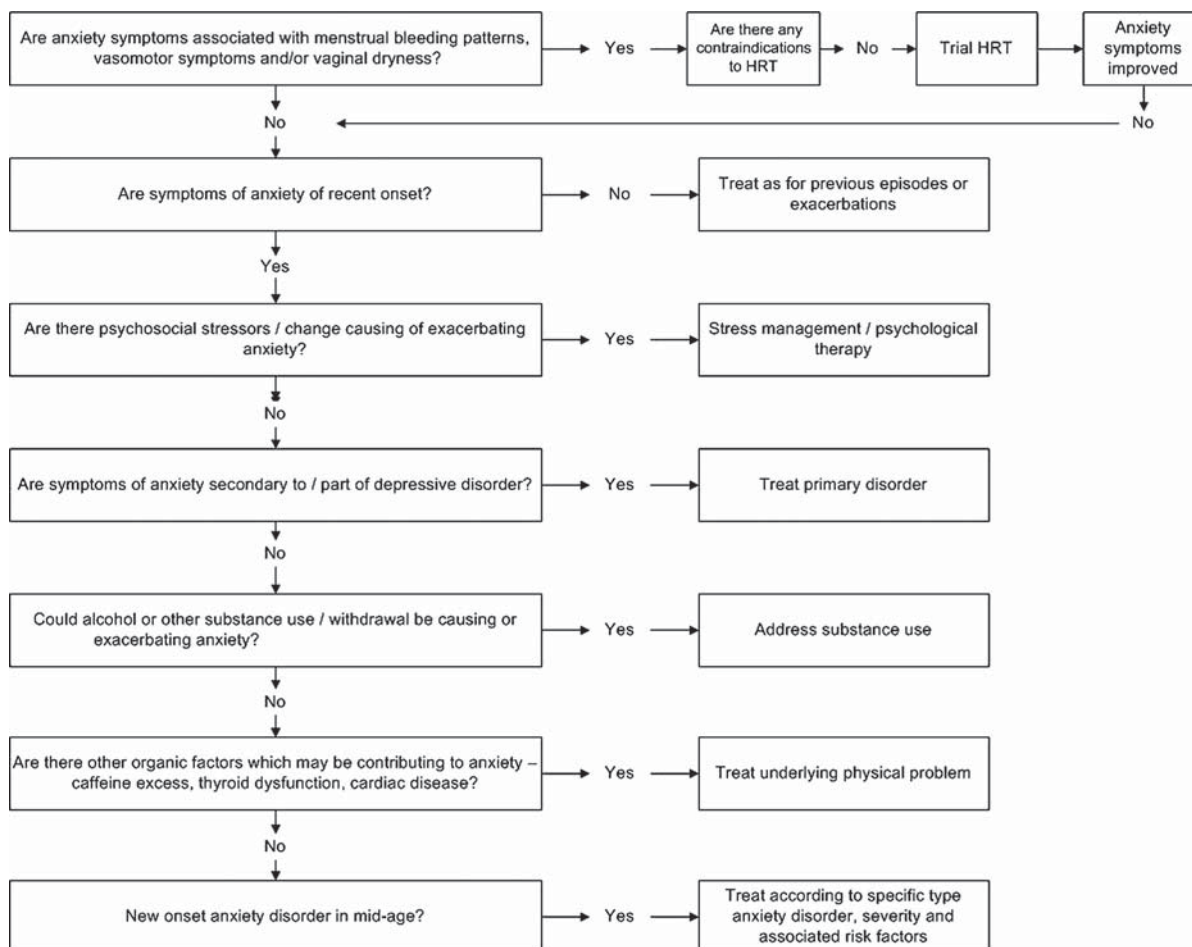 Are anxiety symptoms associated with menstrual bleeding patterns,
vasomotor symptoms and/or vaginal dryness?
Yes
Are there any
contraindications
to HRT
No
Trial HRT
Anxiety
symptoms
improved
No
No
Are symptoms of anxiety of recent onset?
No
Treat as for previous episodes or
exacerbations
Yes
Are there psychosocial stressors / change causing of exacerbating
anxiety?
Yes
Stress management / psychological
therapy
No
Are symptoms of anxiety secondary to / part of depressive disorder?
Yes
Treat primary disorder
No
Could alcohol or other substance use / withdrawal be causing or
exacerbating anxiety?
Yes
Address substance use
No
Are there other organic factors which may be contributing to anxiety –
caffeine excess, thyroid dysfunction, cardiac disease?
Yes
Treat underlying physical problem
No
New onset anxiety disorder in mid-age?
Yes
Treat according to specific type
anxiety disorder, severity and
associated risk factors